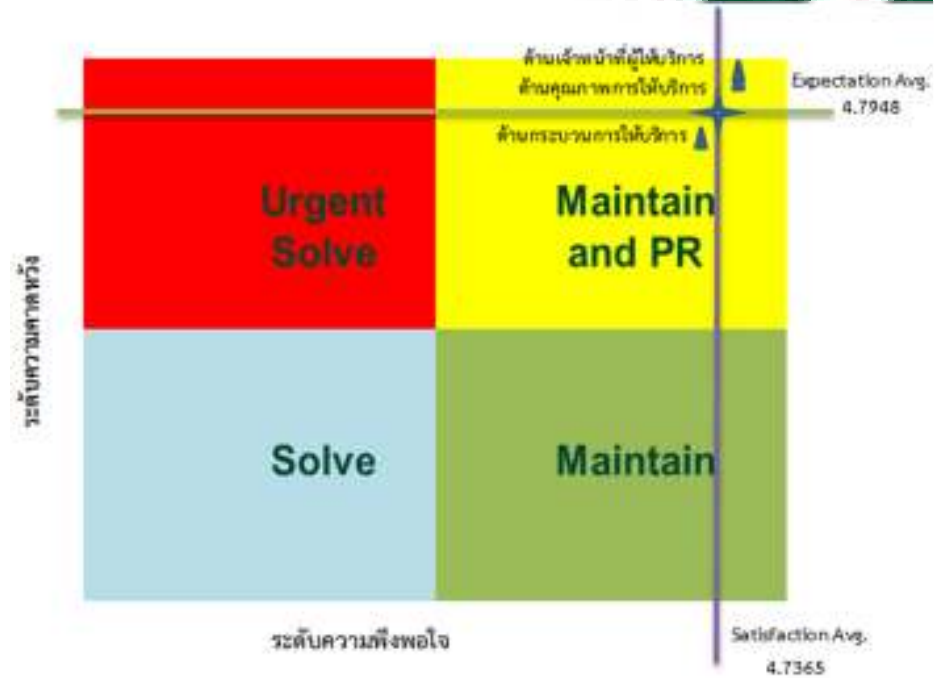 ด้านเจ้าหน้าที่ผู้ให้บริการ
ด้านคุณภาพการให้บริการ
Expectation Avg.
4.7948
ด้านกระบวนการให้บริการ
Urgent
Solve
Maintain
and PR
ระดับความคาดหวัง
Solve
Maintain
ระดับความพึงพอใจ
Satisfaction Avg.
4.7365